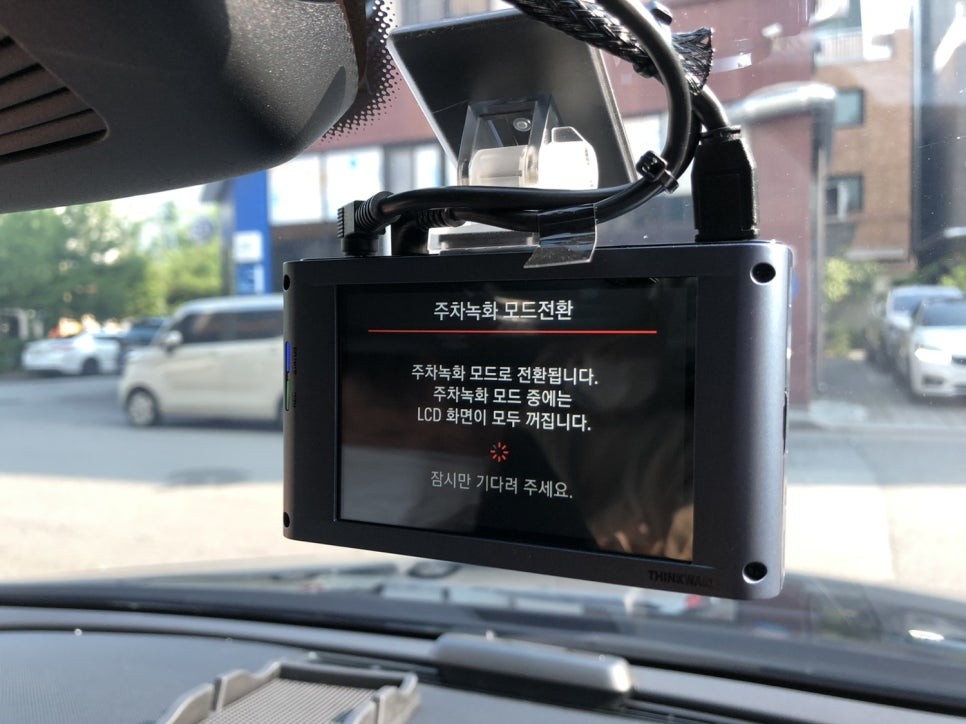 주차녹화 모드전환
주차녹화 모드로 전환됩니다.
주차녹화 모드 중에는
LCD 화면이 모두 꺼집니다.
잠시만 기다려 주세요.
THINKWARE